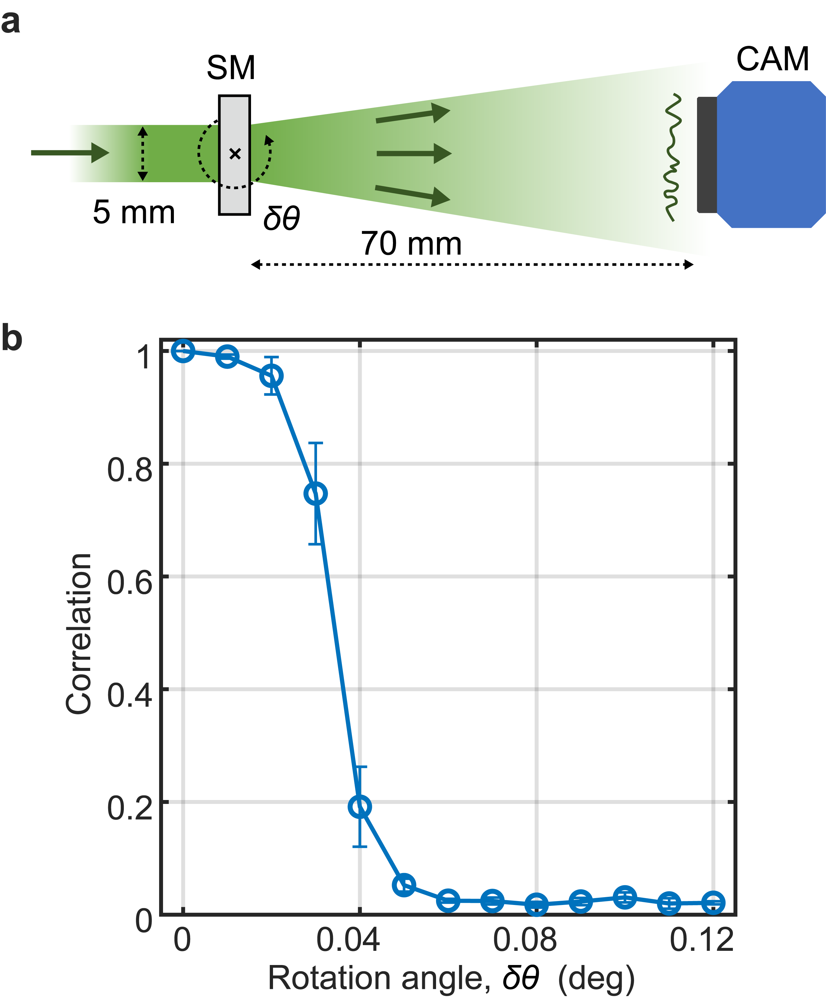 a
SM
CAM
5 mm
δθ
70 mm
b
1
0.8
0.6
0.4
0.2
0
Correlation
0
0.04
0.08
0.12
Rotation angle, δθ (deg)